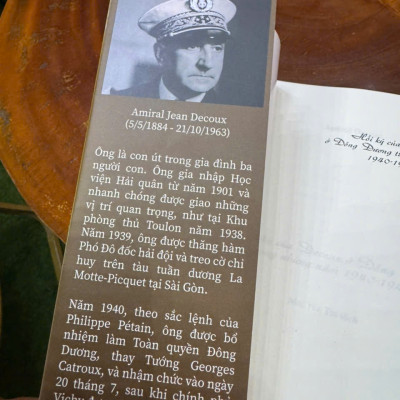 Amiral Jean Decoux
(5/5/1884 - 21/10/1963)
Ông là con út trong gia đình ba
người con. Ông gia nhập Học
viện Hải quân từ năm 1901 và
nhanh chóng được giao những
vị trí quan trọng, như tại Khu
phòng thủ Toulon năm 1938.
Năm 1939, ông được thăng hàm
Phó Đô đốc hải đội và treo cờ chỉ
huy trên tàu tuần dương La
Motte-Picquet tại Sài Gòn.
Năm 1940, theo sắc lệnh của
Philippe Pétain, ông được bổ
nhiệm làm Toàn quyền Đông
Dương, thay Tướng Georges
Catroux, và nhậm chức vào ngày
20 tháng 7, sau khi chính phủ
Vichy
Hồi ký của
ở Đông Dương
1940-1